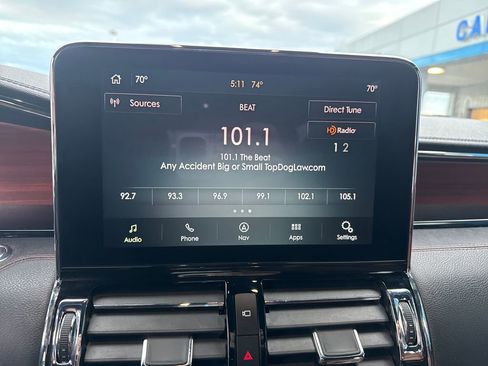 CA
70° 5:11 74° 70°
Sources BEAT Direct Tune
101.1 HD Radio
1 2
101.1 The Beat
Any Accident Big or Small TopDogLaw.com
92.7 93.3 96.9 99.1 102.1 105.1
Audio Phone Nav Apps Settings